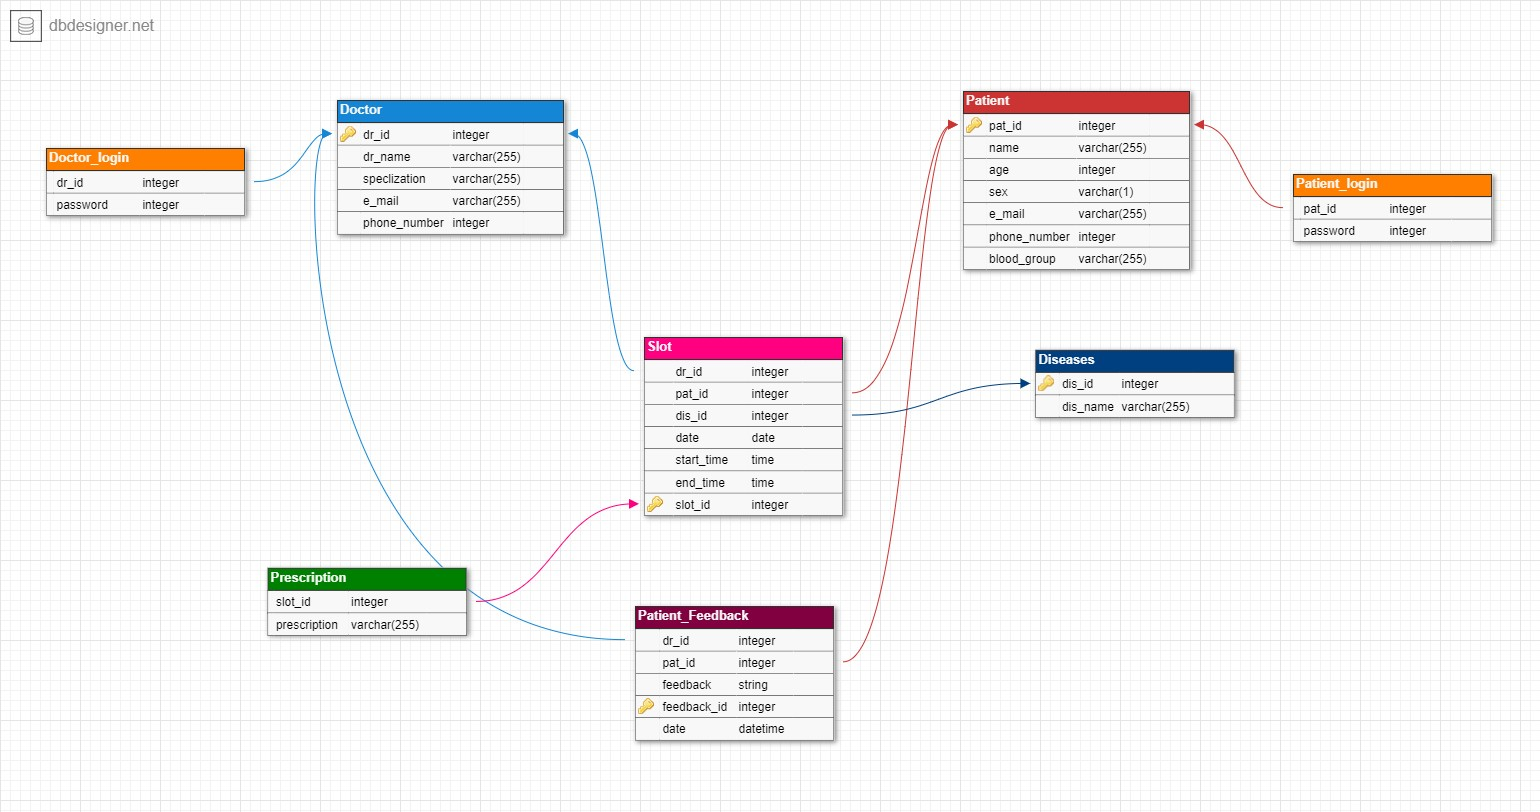 dbdesigner.net
Doctor_login
dr_id integer
password integer
Doctor
dr_id integer
dr_name varchar(255)
speclization varchar(255)
e_mail varchar(255)
phone_number integer
Patient
pat_id integer
name varchar(255)
age integer
sex varchar(1)
e_mail varchar(255)
phone_number integer
blood_group varchar(255)
Patient_login
pat_id integer
password integer
Slot
dr_id integer
pat_id integer
dis_id integer
date date
start_time time
end_time time
slot_id integer
Diseases
dis_id integer
dis_name varchar(255)
Prescription
slot_id integer
prescription varchar(255)
Patient_Feedback
dr_id integer
pat_id integer
feedback string
feedback_id integer
date datetime